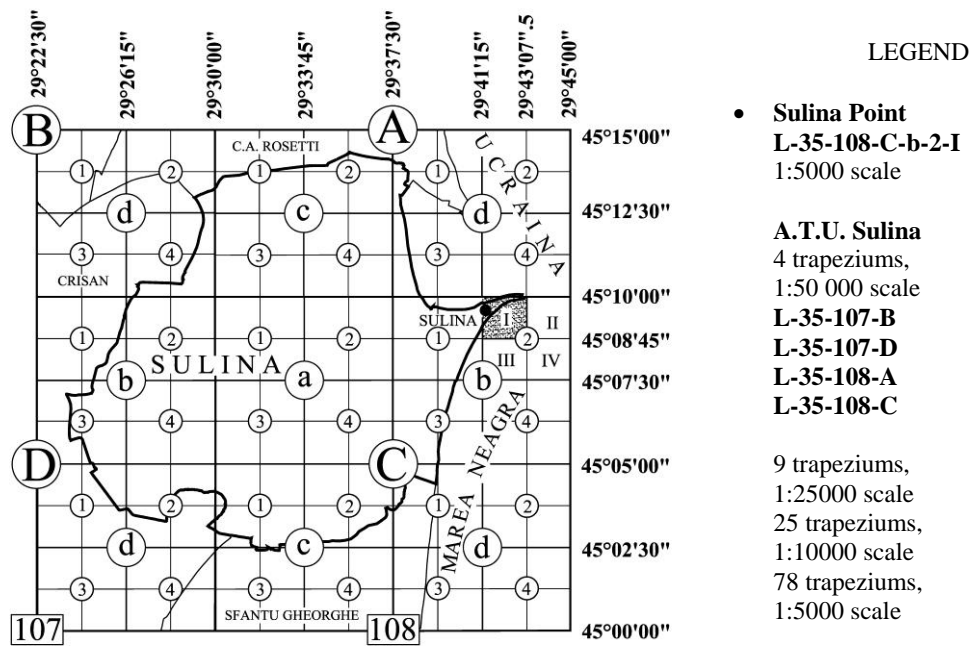 29°22'30" 29°26'15" 29°30'00" 29°33'45" 29°37'30" 29°41'15" 29°43'07".5 29°45'00"
B A 45°15'00"
C.A. ROSETTI
UCRAINA
1 2 1 2 1 2
d c d 45°12'30"
3 4 3 4 3 4
CRISAN
45°10'00"
SULINA I II
1 2 1 2 1 2 45°08'45"
III IV
SULINA
b a b 45°07'30"
3 4 3 4 3 4
MAREA NEAGRA
D C 45°05'00"
1 2 1 2 1 2
d c d 45°02'30"
3 4 3 4 3 4
SFANTU GHEORGHE
107 108 45°00'00"
LEGEND
• Sulina Point
L-35-108-C-b-2-I
1:5000 scale
A.T.U. Sulina
4 trapeziums,
1:50 000 scale
L-35-107-B
L-35-107-D
L-35-108-A
L-35-108-C
9 trapeziums,
1:25000 scale
25 trapeziums,
1:10000 scale
78 trapeziums,
1:5000 scale